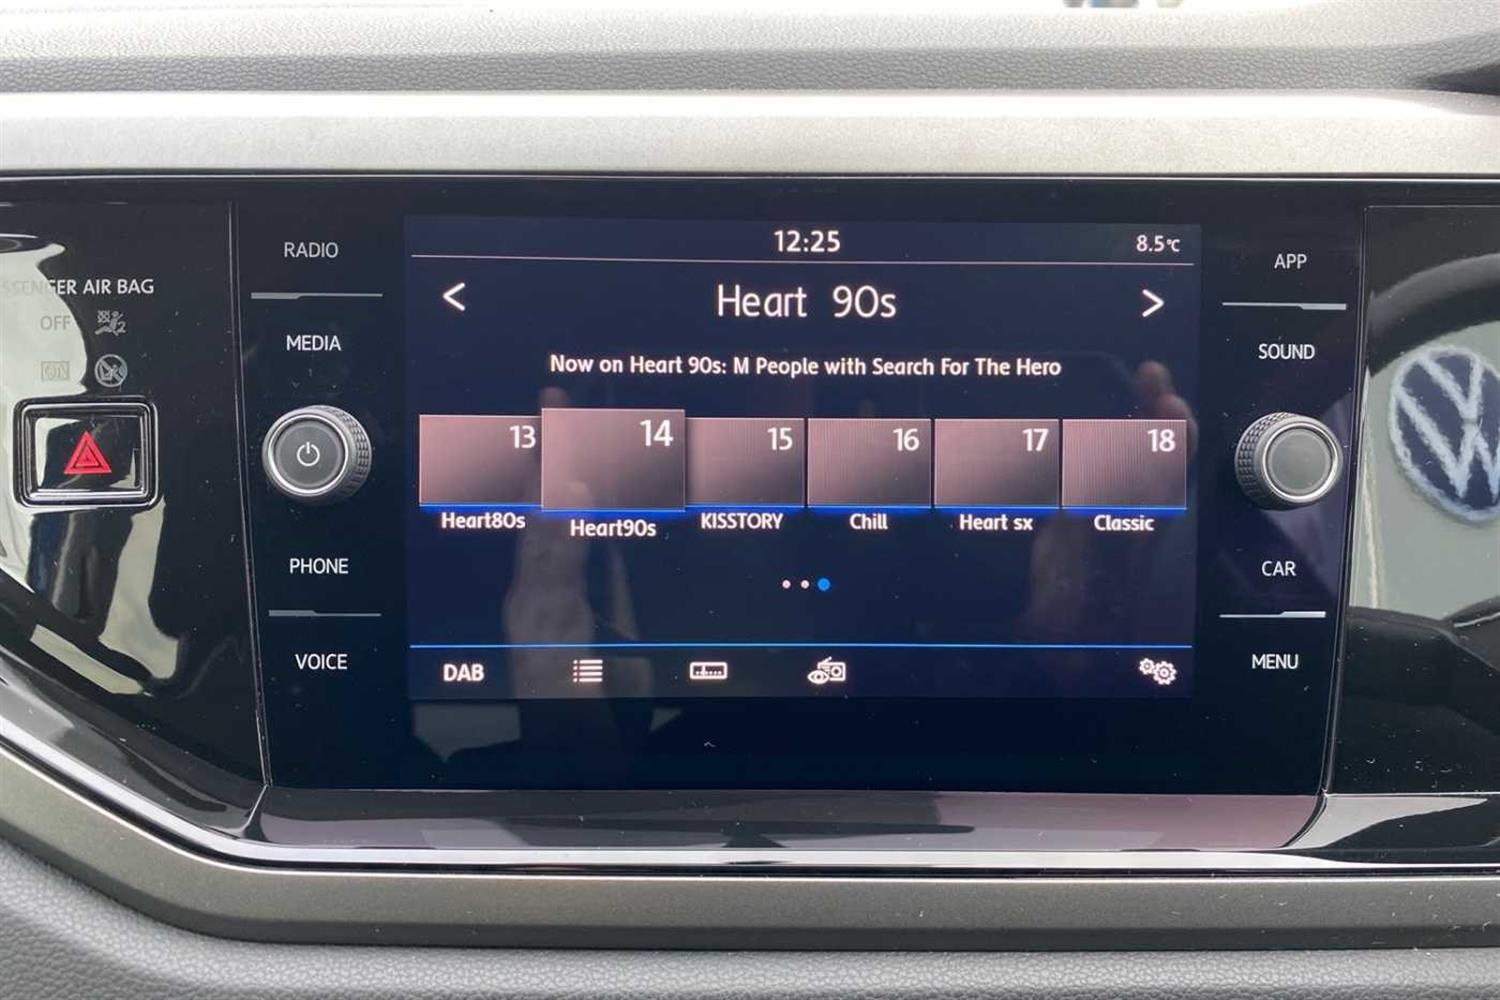 12:25
8.5°C
< Heart 90s >
Now on Heart 90s: M People with Search For The Hero
13 14 15 16 17 18
Heart80s Heart90s KISSTORY Chill Heart sx Classic
DAB
RADIO
MEDIA
PHONE
VOICE
APP
SOUND
CAR
MENU
AIR BAG
OFF
ON